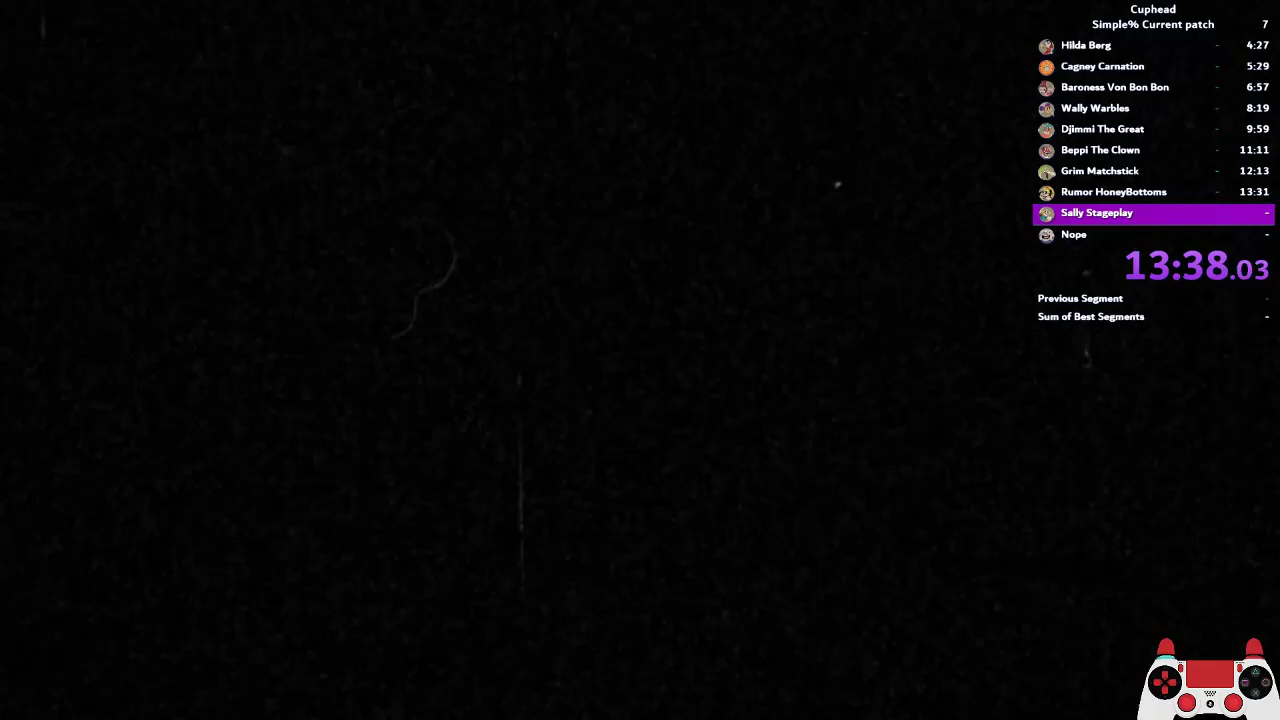 Cuphead
Simple% Current patch 7
Hilda Berg - 4:27
Cagney Carnation - 5:29
Baroness Von Bon Bon - 6:57
Wally Warbles - 8:19
Djimmi The Great - 9:59
Beppi The Clown - 11:11
Grim Matchstick - 12:13
Rumor HoneyBottoms - 13:31
Sally Stageplay -
Nope -
13:38.03
Previous Segment -
Sum of Best Segments -